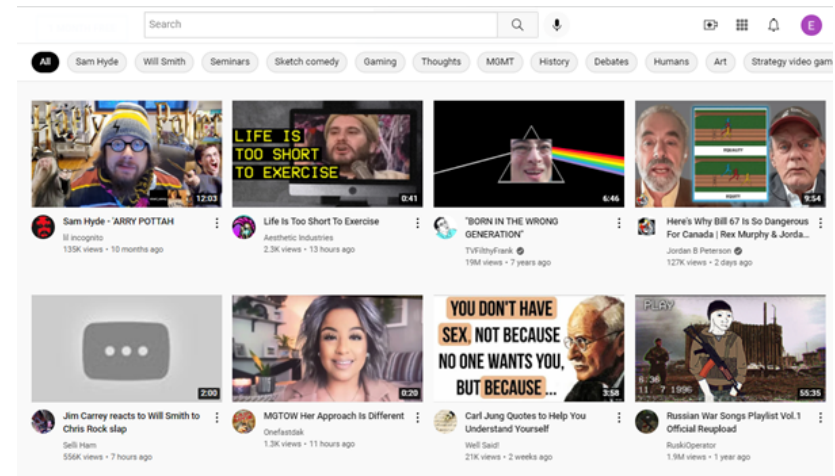 Search
E
All
Sam Hyde
Will Smith
Seminars
Sketch comedy
Gaming
Thoughts
MGMT
History
Debates
Humans
Art
Strategy video gam
12:03
LIFE IS
TOO SHORT
TO EXERCISE
0:41
6:46
EQUALITY
EQUITY
9:54
Sam Hyde - 'ARRY POTTAH
lil incognito
135K views • 10 months ago
Life Is Too Short To Exercise
Aesthetic Industries
2.3K views • 13 hours ago
"BORN IN THE WRONG
GENERATION"
TVFilthyFrank
19M views • 7 years ago
Here's Why Bill 67 Is So Dangerous
For Canada | Rex Murphy & Jorda...
Jordan B Peterson
127K views • 2 days ago
2:00
0:20
YOU DON'T HAVE
SEX, NOT BECAUSE
NO ONE WANTS YOU,
BUT BECAUSE ...
3:58
PLAY
11 7 1996
55:35
Jim Carrey reacts to Will Smith to
Chris Rock slap
Selli Ham
556K views • 7 hours ago
MGTOW Her Approach Is Different
Onefastdak
1.3K views • 11 hours ago
Carl Jung Quotes to Help You
Understand Yourself
Well Said!
21K views • 2 weeks ago
Russian War Songs Playlist Vol.1
Official Reupload
RuskiOperator
1.9M views • 1 year ago